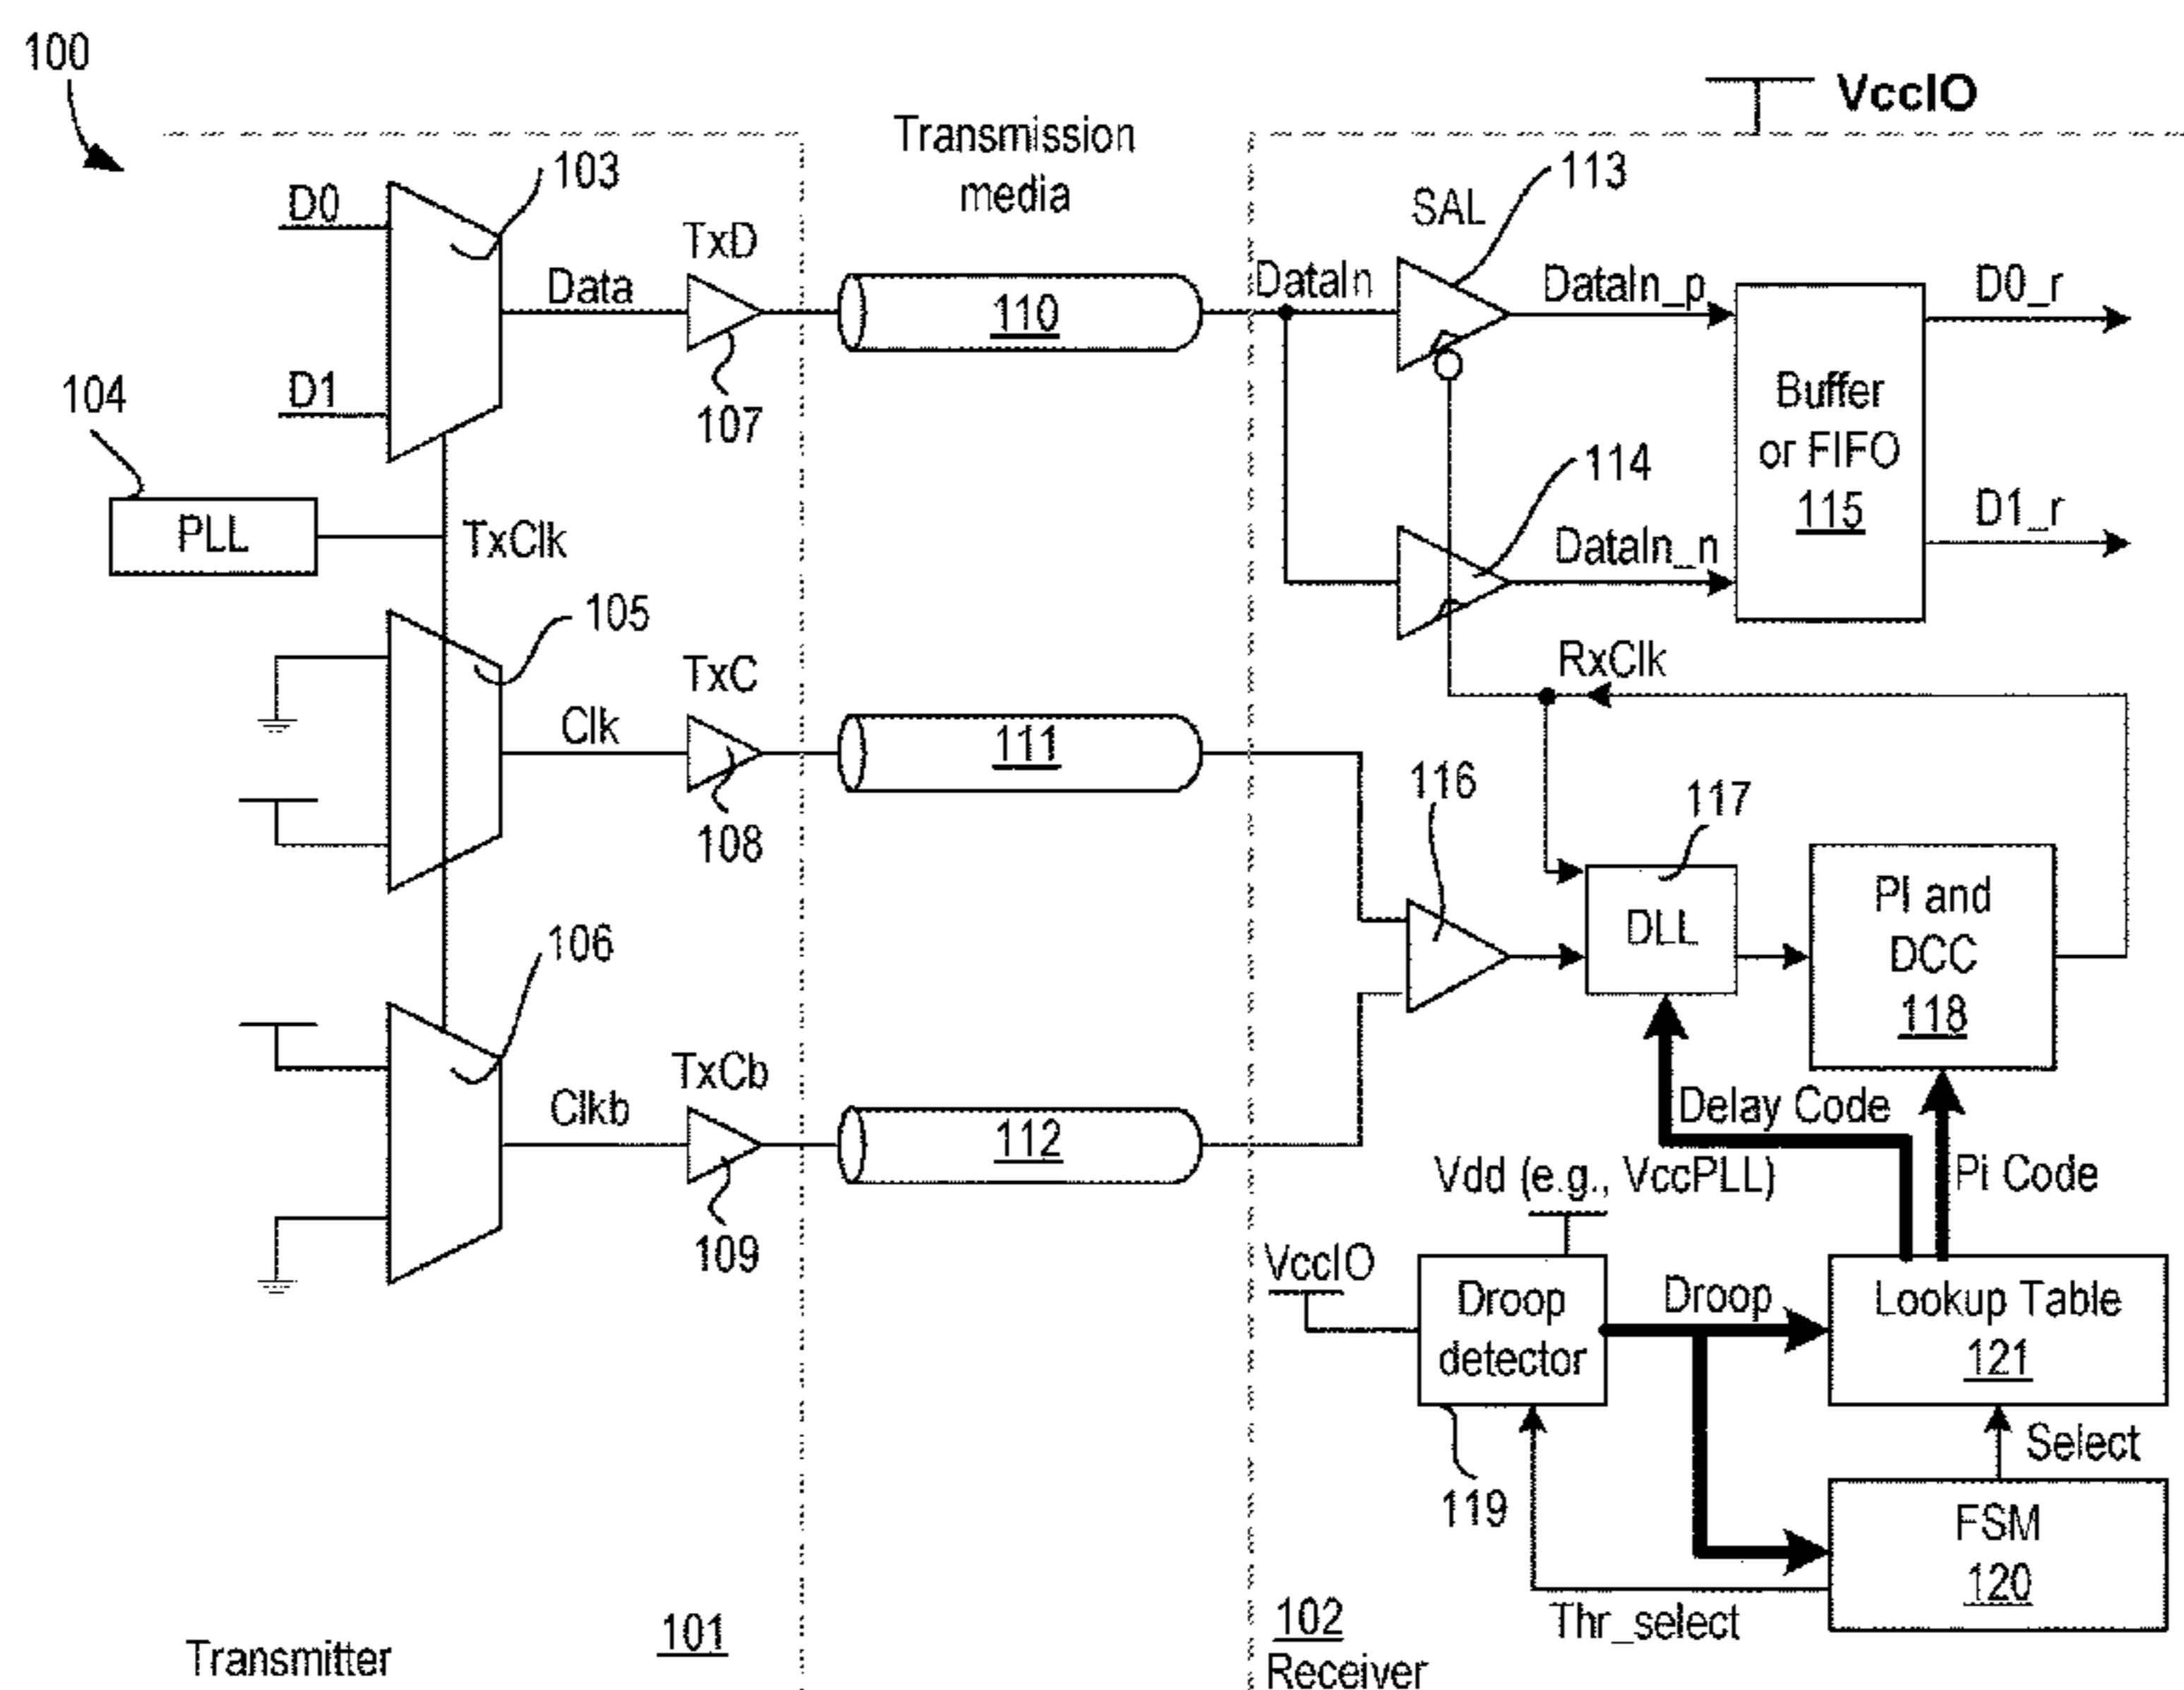 100
VccIO
Transmission
media
D0
103
TxD
Data
D1
107
110
104
PLL
TxClk
DataIn
SAL
113
DataIn_p
D0_r
Buffer
or FIFO
115
114
DataIn_n
D1_r
RxClk
105
TxC
Clk
108
111
116
117
DLL
PI and
DCC
118
106
TxCb
Clkb
109
112
Delay Code
Pi Code
Vdd (e.g., VccPLL)
VccIO
Droop
detector
Droop
Lookup Table
121
119
Select
FSM
120
Thr_select
Transmitter
101
102
Receiver